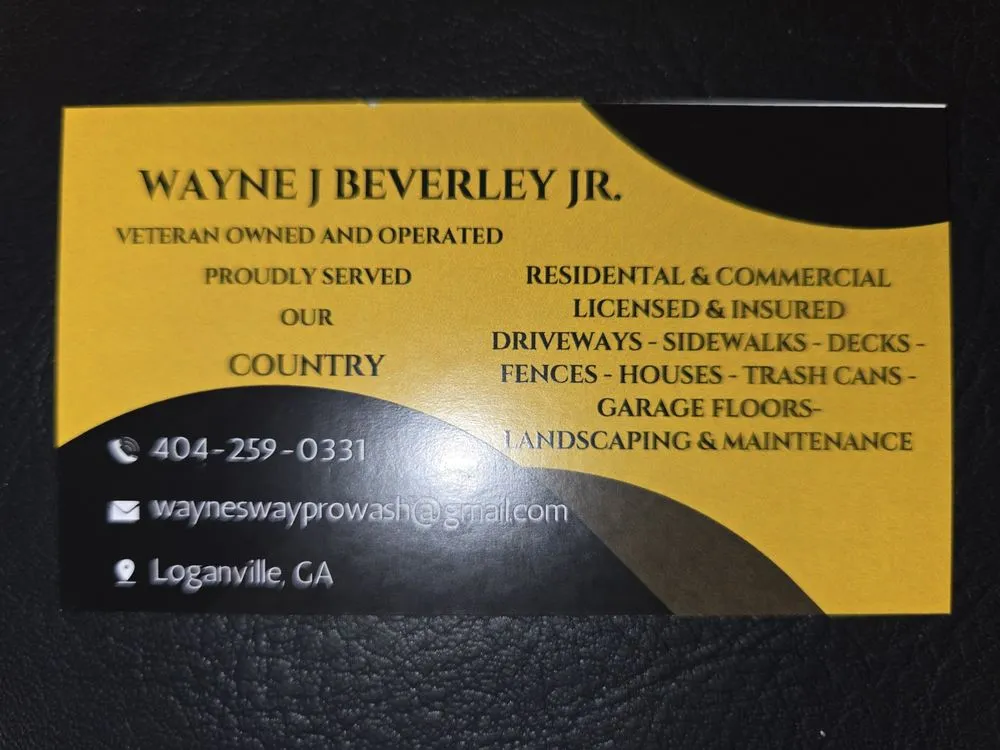 WAYNE J BEVERLEY JR.
VETERAN OWNED AND OPERATED
PROUDLY SERVED
OUR
COUNTRY
RESIDENTAL & COMMERCIAL
LICENSED & INSURED
DRIVEWAYS - SIDEWALKS - DECKS -
FENCES - HOUSES - TRASH CANS -
GARAGE FLOORS-
LANDSCAPING & MAINTENANCE
404-259-0331
wayneswayprowash@gmail.com
Loganville, GA